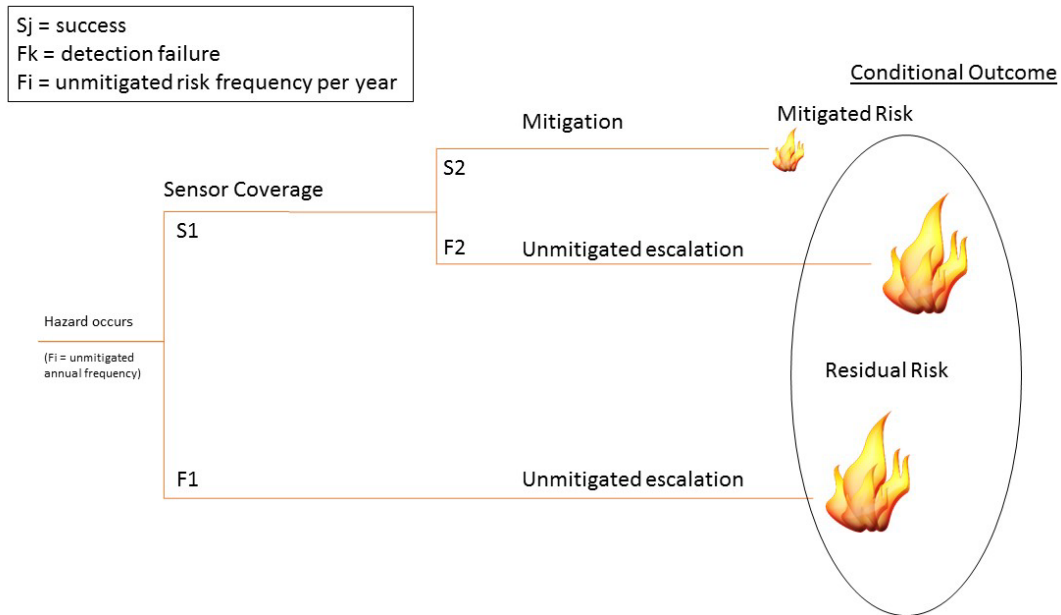 Sj = success
Fk = detection failure
Fi = unmitigated risk frequency per year
Conditional Outcome
Mitigation
Mitigated Risk
S2
Sensor Coverage
S1
F2
Unmitigated escalation
Hazard occurs
(Fi = unmitigated
annual frequency)
Residual Risk
F1
Unmitigated escalation